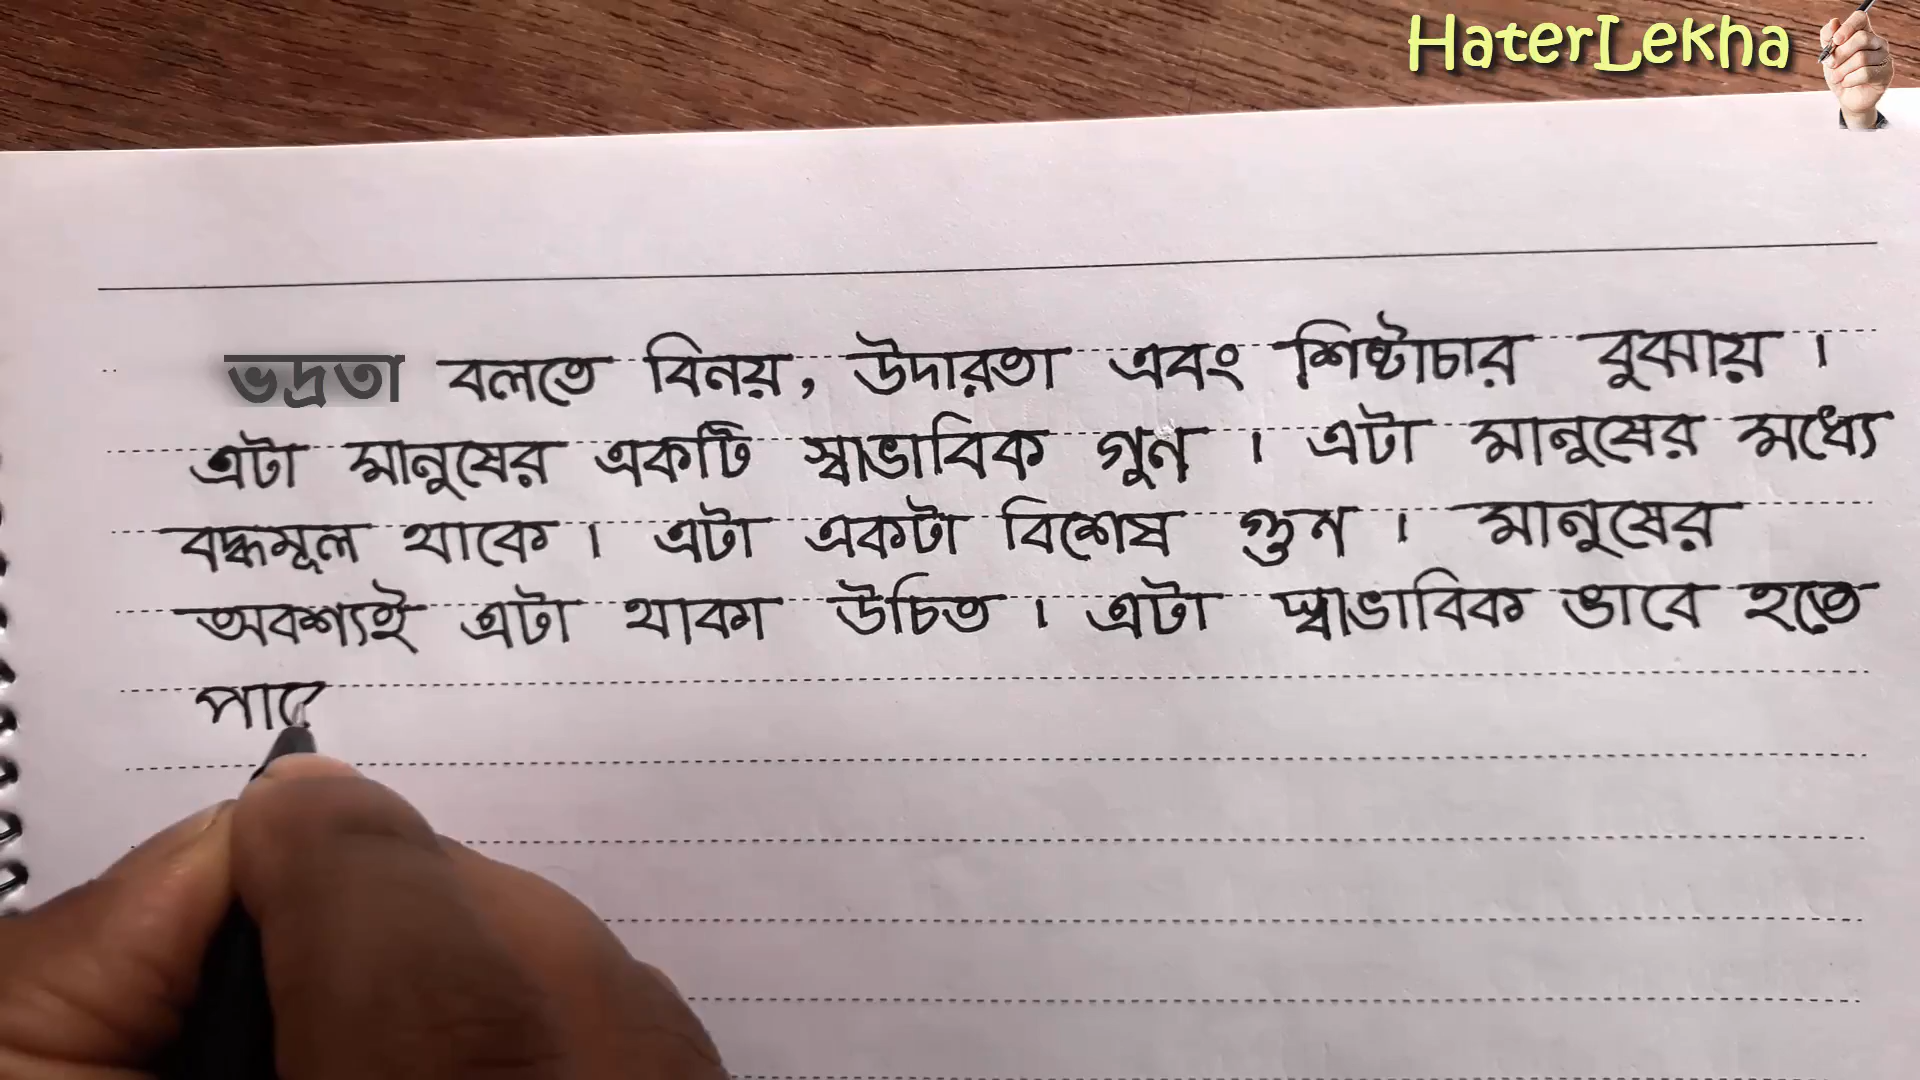 HaterLekha
ভদ্রতা বলতে বিনয়, উদারতা এবং শিষ্টাচার বুঝায় ।
এটা মানুষের একটি স্বাভাবিক গুন । এটা মানুষের মধ্যে
বদ্ধমূল থাকে । এটা একটা বিশেষ গুন । মানুষের
অবশ্যই এটা থাকা উচিত । এটা স্বাভাবিক ভাবে হতে